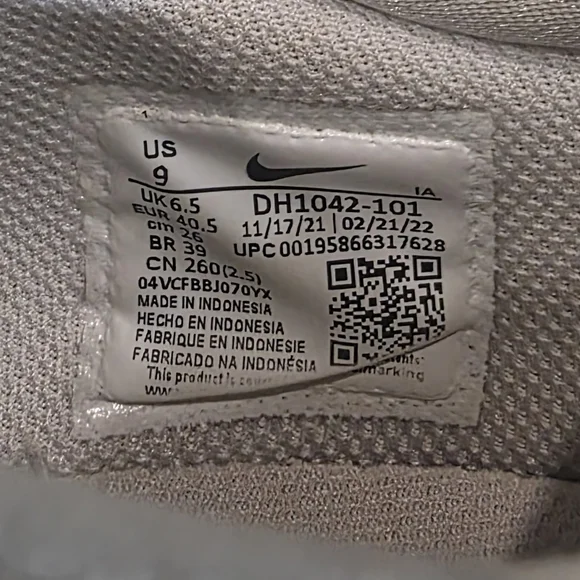 US
9
IA
UK 6.5
EUR 40.5
cm 26
BR 39
CN 260(2.5)
DH1042-101
11/17/21 | 02/21/22
UPC 00195866317628
04VCFBBJ070YX
MADE IN INDONESIA
HECHO EN INDONESIA
FABRIQUE EN INDONESIE
FABRICADO NA INDONÉSIA
This product is
marking